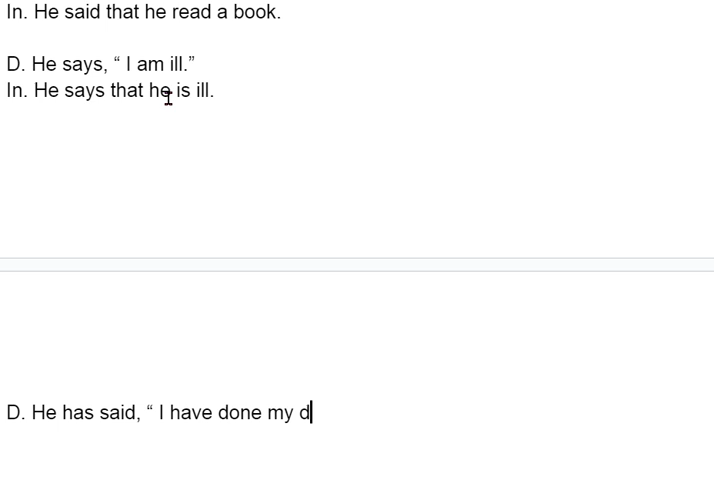 In. He said that he read a book.
D. He says, “ I am ill.”
In. He says that he is ill.
D. He has said, “ I have done my d